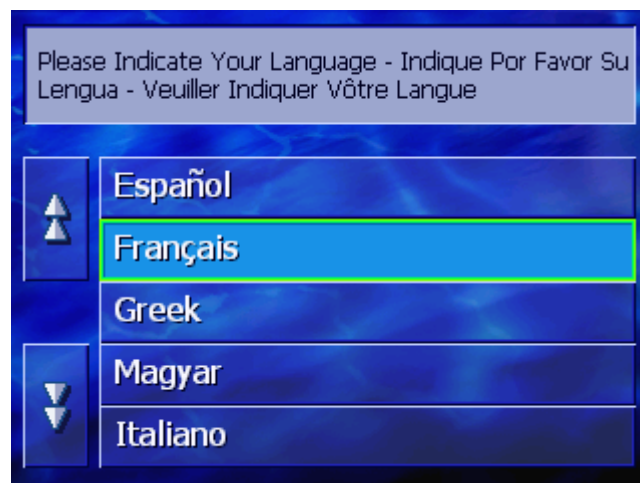 Please Indicate Your Language - Indique Por Favor Su
Lengua - Veuiller Indiquer Vôtre Langue
Español
Français
Greek
Magyar
Italiano